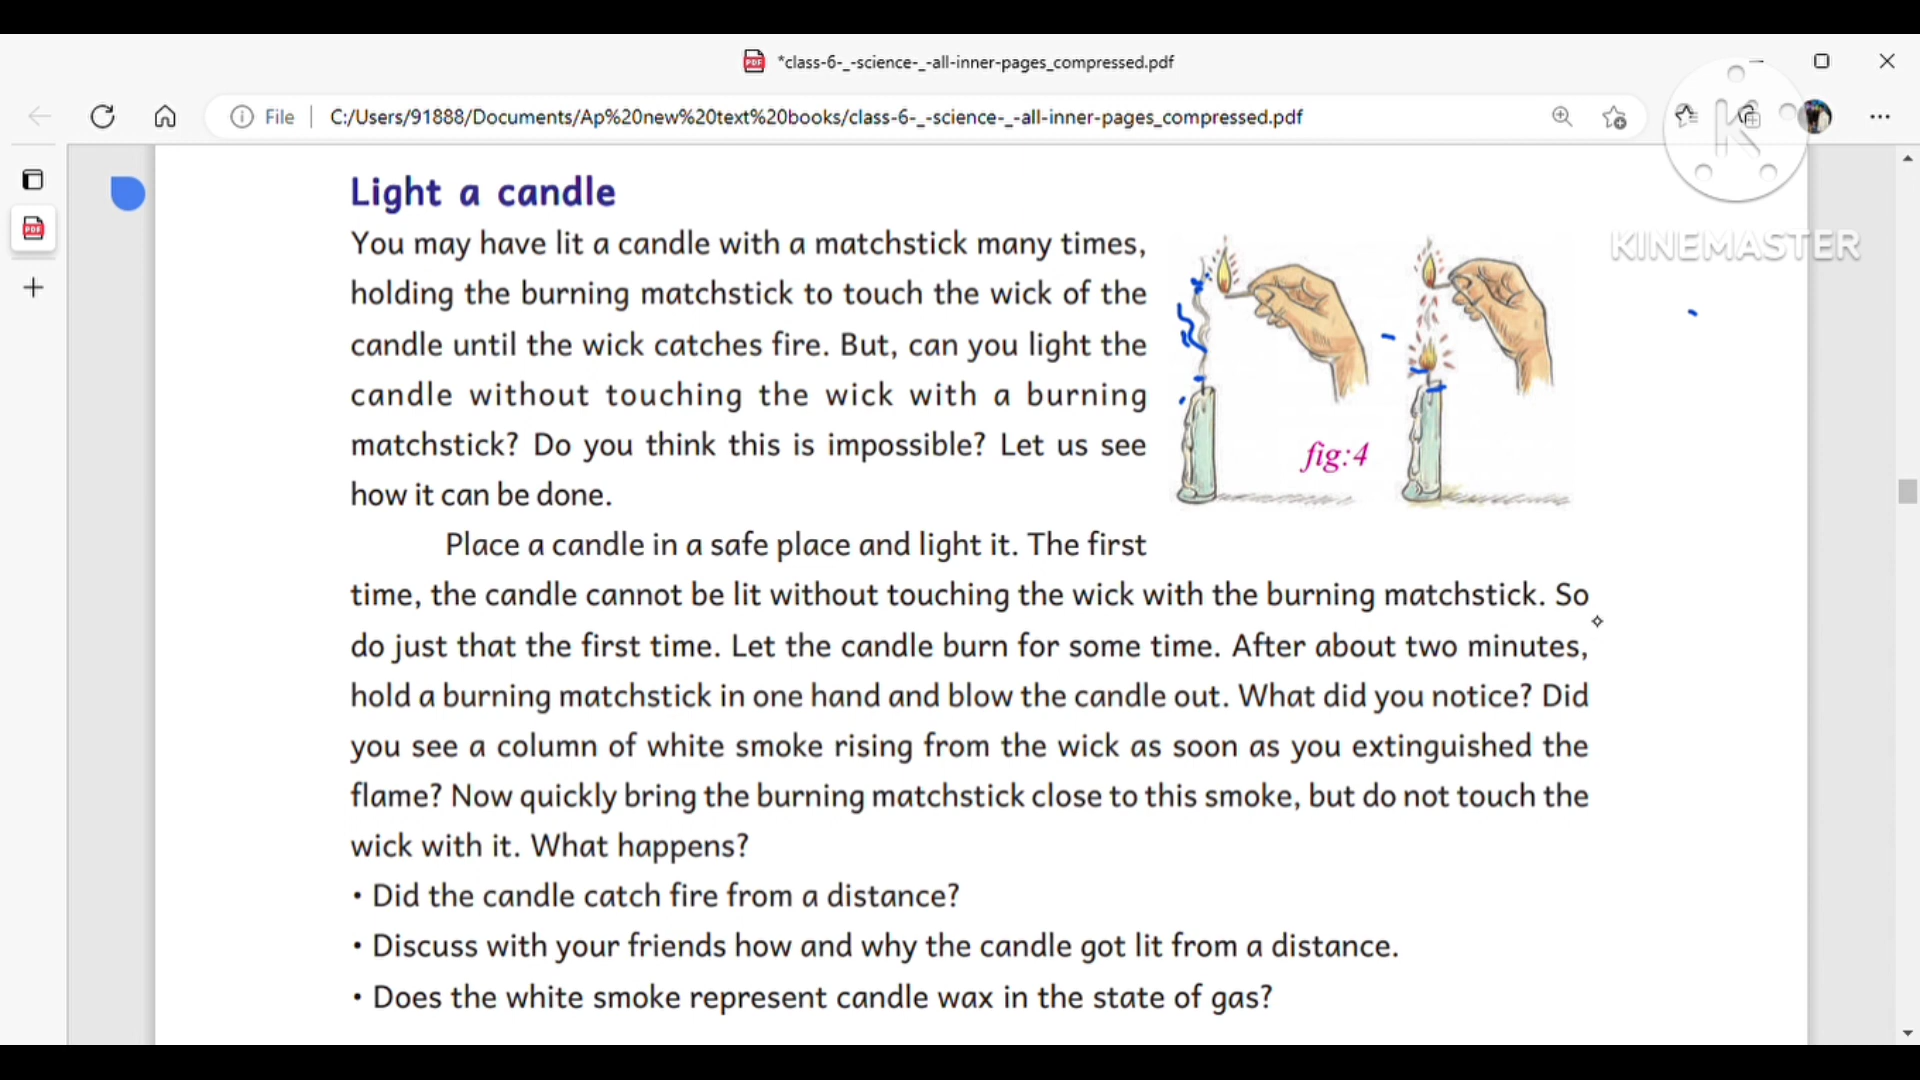 *class-6-_-science-_-all-inner-pages_compressed.pdf
File
C:/Users/91888/Documents/Ap%20new%20text%20books/class-6-_-science-_-all-inner-pages_compressed.pdf
K
KINEMASTER
Light a candle
You may have lit a candle with a matchstick many times,
holding the burning matchstick to touch the wick of the
candle until the wick catches fire. But, can you light the
candle without touching the wick with a burning
matchstick? Do you think this is impossible? Let us see
how it can be done.
fig:4
Place a candle in a safe place and light it. The first
time, the candle cannot be lit without touching the wick with the burning matchstick. So
do just that the first time. Let the candle burn for some time. After about two minutes,
hold a burning matchstick in one hand and blow the candle out. What did you notice? Did
you see a column of white smoke rising from the wick as soon as you extinguished the
flame? Now quickly bring the burning matchstick close to this smoke, but do not touch the
wick with it. What happens?
• Did the candle catch fire from a distance?
• Discuss with your friends how and why the candle got lit from a distance.
• Does the white smoke represent candle wax in the state of gas?